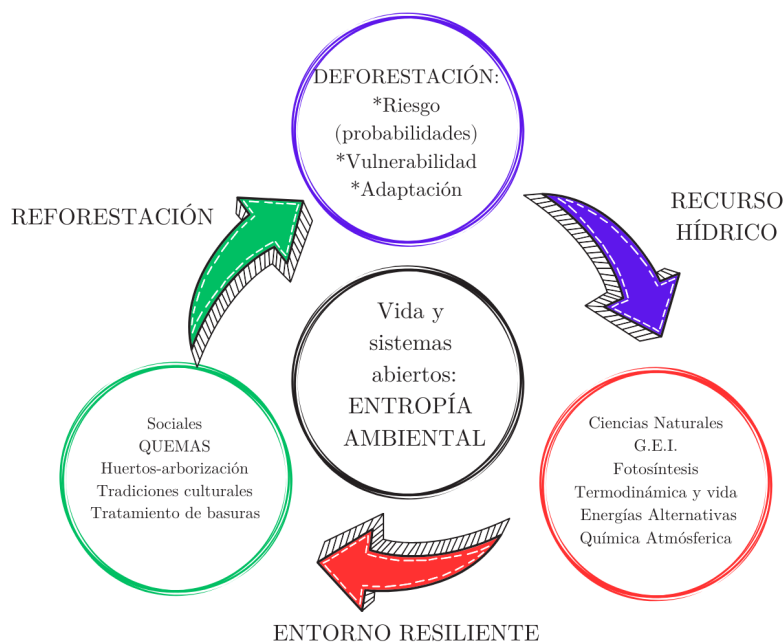 DEFORESTACIÓN:
*Riesgo
(probabilidades)
*Vulnerabilidad
*Adaptación
REFORESTACIÓN
RECURSO
HÍDRICO
Vida y
sistemas
abiertos:
ENTROPÍA
AMBIENTAL
Sociales
QUEMAS
Huertos-arborización
Tradiciones culturales
Tratamiento de basuras
Ciencias Naturales
G.E.I.
Fotosíntesis
Termodinámica y vida
Energías Alternativas
Química Atmósferica
ENTORNO RESILIENTE